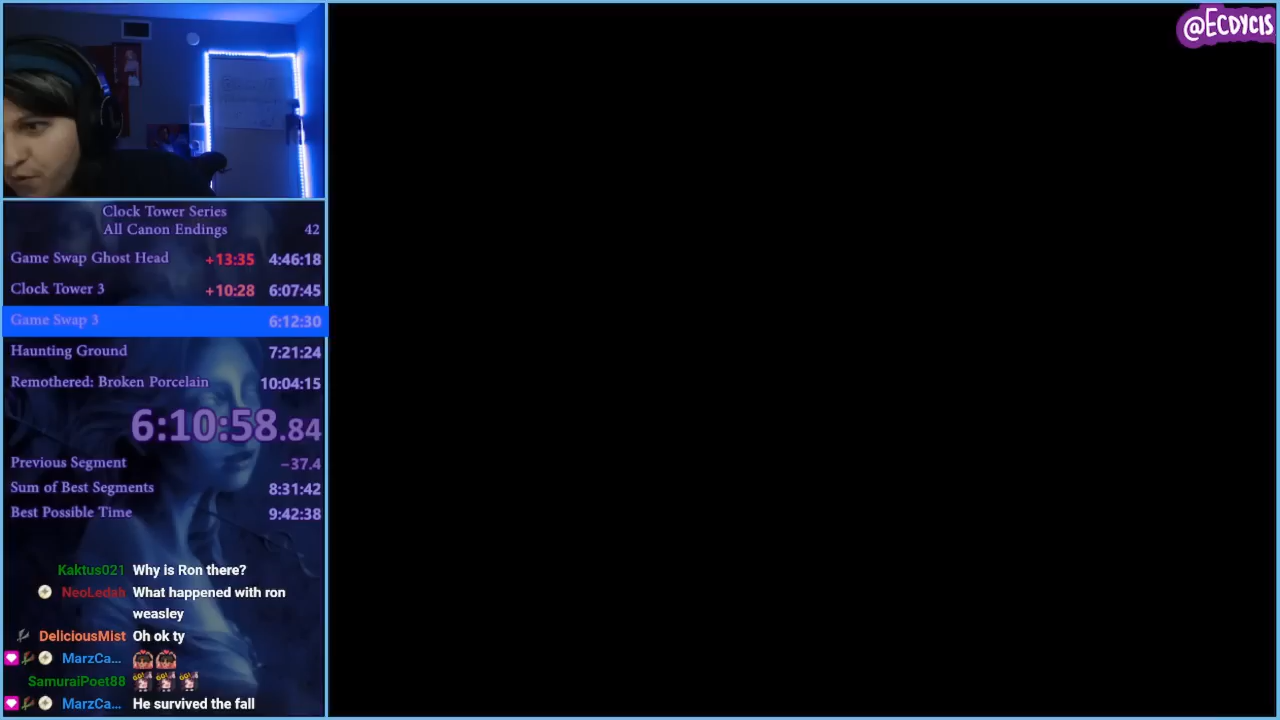 @ECDYCIS
Clock Tower Series
All Canon Endings 42
Game Swap Ghost Head +13:35 4:46:18
Clock Tower 3 +10:28 6:07:45
Game Swap 3 6:12:30
Haunting Ground 7:21:24
Remothered: Broken Porcelain 10:04:15
6:10:58.84
Previous Segment −37.4
Sum of Best Segments 8:31:42
Best Possible Time 9:42:38
Kaktus021 Why is Ron there?
NeoLedah What happened with ron
weasley
DeliciousMist Oh ok ty
MarzCa...
SamuraiPoet88
MarzCa... He survived the fall